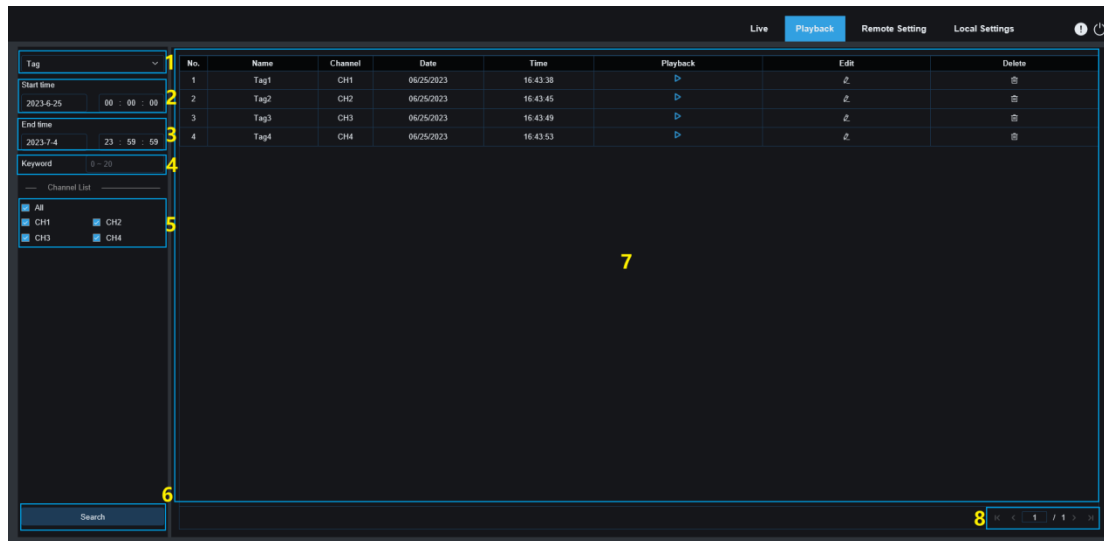 Live Playback Remote Setting Local Settings
Tag 1
Start time
2023-6-25 00 : 00 : 00 2
End time
2023-7-4 23 : 59 : 59 3
Keyword 0 ~ 20 4
Channel List
All
CH1 CH2 5
CH3 CH4
6
Search
No. Name Channel Date Time Playback Edit Delete
1 Tag1 CH1 06/25/2023 16:43:38
2 Tag2 CH2 06/25/2023 16:43:45
3 Tag3 CH3 06/25/2023 16:43:49
4 Tag4 CH4 06/25/2023 16:43:53
7
8 1 / 1